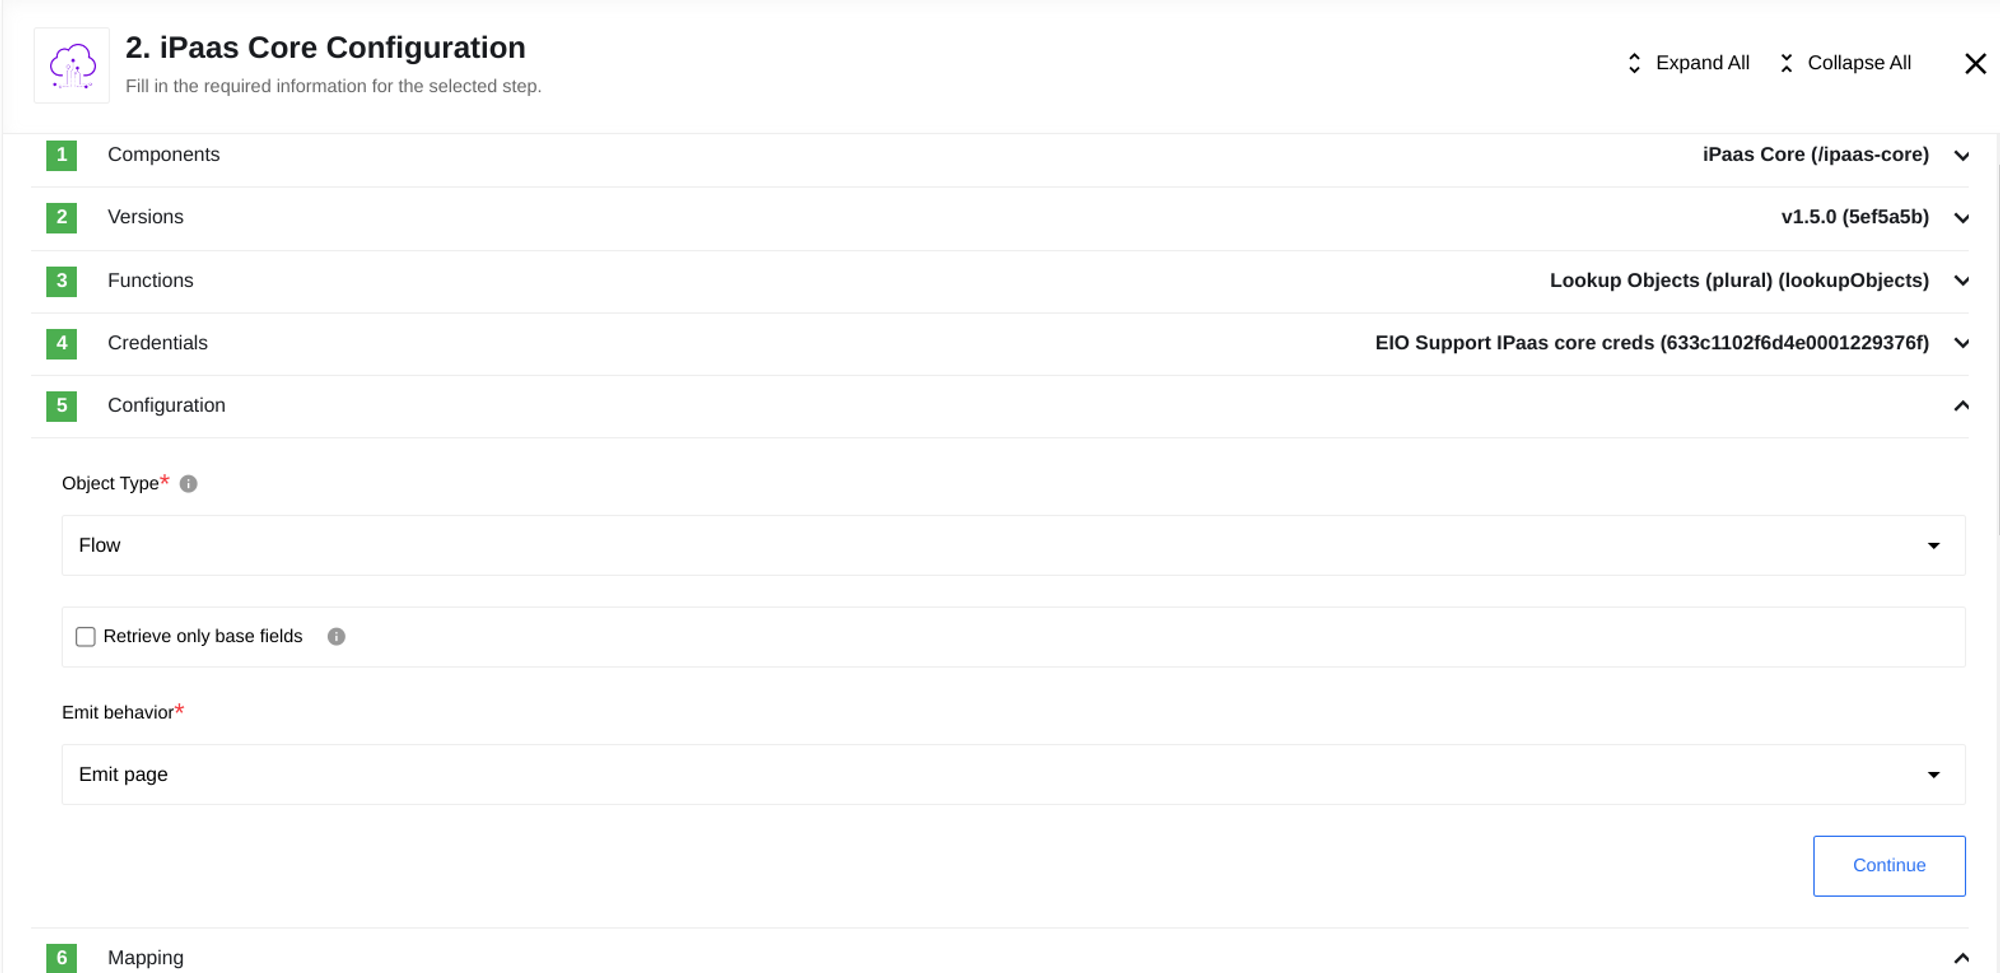 2. iPaas Core Configuration
Fill in the required information for the selected step.
Expand All
Collapse All
1 Components iPaas Core (/ipaas-core)
2 Versions v1.5.0 (5ef5a5b)
3 Functions Lookup Objects (plural) (lookupObjects)
4 Credentials EIO Support IPaas core creds (633c1102f6d4e0001229376f)
5 Configuration
Object Type*
Flow
Retrieve only base fields
Emit behavior*
Emit page
Continue
6 Mapping